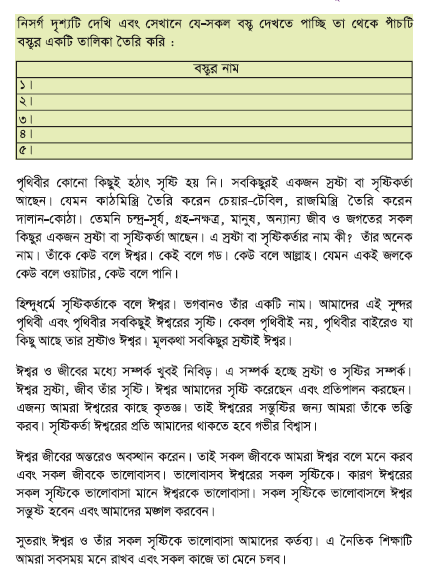 নিসর্গ দৃশ্যটি দেখি এবং সেখানে যে-সকল বস্তু দেখতে পাচ্ছি তা থেকে পাঁচটি
বস্তুর একটি তালিকা তৈরি করি :
বস্তুর নাম
১।
২।
৩।
৪।
৫।
পৃথিবীর কোনো কিছুই হঠাৎ সৃষ্টি হয় নি। সবকিছুরই একজন স্রষ্টা বা সৃষ্টিকর্তা
আছেন। যেমন কাঠমিস্ত্রি তৈরি করেন চেয়ার-টেবিল, রাজমিস্ত্রি তৈরি করেন
দালান-কোঠা। তেমনি চন্দ্র-সূর্য, গ্রহ-নক্ষত্র, মানুষ, অন্যান্য জীব ও জগতের সকল
কিছুর একজন স্রষ্টা বা সৃষ্টিকর্তা আছেন। এ স্রষ্টা বা সৃষ্টিকর্তার নাম কী? তাঁর অনেক
নাম। তাঁকে কেউ বলে ঈশ্বর। কেই বলে গড। কেউ বলে আল্লাহ। যেমন একই জলকে
কেউ বলে ওয়াটার, কেউ বলে পানি।
হিন্দুধর্মে সৃষ্টিকর্তাকে বলে ঈশ্বর। ভগবানও তাঁর একটি নাম। আমাদের এই সুন্দর
পৃথিবী এবং পৃথিবীর সবকিছুই ঈশ্বরের সৃষ্টি। কেবল পৃথিবীই নয়, পৃথিবীর বাইরেও যা
কিছু আছে তার স্রষ্টাও ঈশ্বর। মূলকথা সবকিছুর স্রষ্টাই ঈশ্বর।
ঈশ্বর ও জীবের মধ্যে সম্পর্ক খুবই নিবিড়। এ সম্পর্ক হচ্ছে স্রষ্টা ও সৃষ্টির সম্পর্ক।
ঈশ্বর স্রষ্টা, জীব তাঁর সৃষ্টি। ঈশ্বর আমাদের সৃষ্টি করেছেন এবং প্রতিপালন করছেন।
এজন্য আমরা ঈশ্বরের কাছে কৃতজ্ঞ। তাই ঈশ্বরের সন্তুষ্টির জন্য আমরা তাঁকে ভক্তি
করব। সৃষ্টিকর্তা ঈশ্বরের প্রতি আমাদের থাকতে হবে গভীর বিশ্বাস।
ঈশ্বর জীবের অন্তরেও অবস্থান করেন। তাই সকল জীবকে আমরা ঈশ্বর বলে মনে করব
এবং সকল জীবকে ভালোবাসব। ভালোবাসব ঈশ্বরের সকল সৃষ্টিকে। কারণ ঈশ্বরের
সকল সৃষ্টিকে ভালোবাসা মানে ঈশ্বরকে ভালোবাসা। সকল সৃষ্টিকে ভালোবাসলে ঈশ্বর
সন্তুষ্ট হবেন এবং আমাদের মঙ্গল করবেন।
সুতরাং ঈশ্বর ও তাঁর সকল সৃষ্টিকে ভালোবাসা আমাদের কর্তব্য। এ নৈতিক শিক্ষাটি
আমরা সবসময় মনে রাখব এবং সকল কাজে তা মেনে চলব।